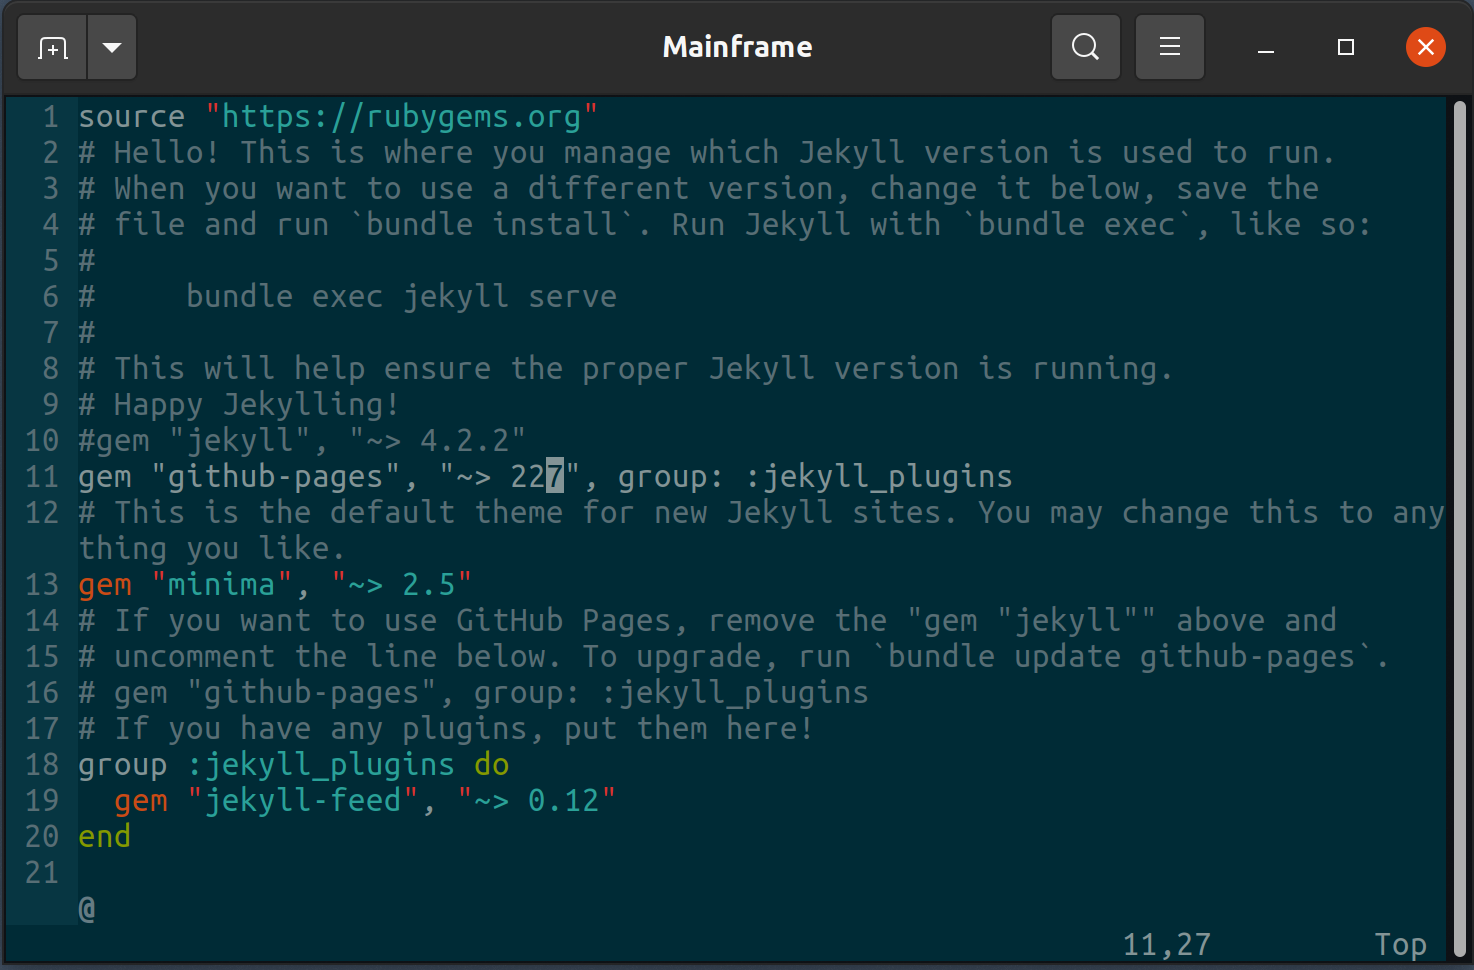 Mainframe
1 source "https://rubygems.org"
2 # Hello! This is where you manage which Jekyll version is used to run.
3 # When you want to use a different version, change it below, save the
4 # file and run `bundle install`. Run Jekyll with `bundle exec`, like so:
5 #
6 #     bundle exec jekyll serve
7 #
8 # This will help ensure the proper Jekyll version is running.
9 # Happy Jekylling!
10 #gem "jekyll", "~> 4.2.2"
11 gem "github-pages", "~> 227", group: :jekyll_plugins
12 # This is the default theme for new Jekyll sites. You may change this to any
thing you like.
13 gem "minima", "~> 2.5"
14 # If you want to use GitHub Pages, remove the "gem "jekyll"" above and
15 # uncomment the line below. To upgrade, run `bundle update github-pages`.
16 # gem "github-pages", group: :jekyll_plugins
17 # If you have any plugins, put them here!
18 group :jekyll_plugins do
19   gem "jekyll-feed", "~> 0.12"
20 end
21
@
11,27 Top